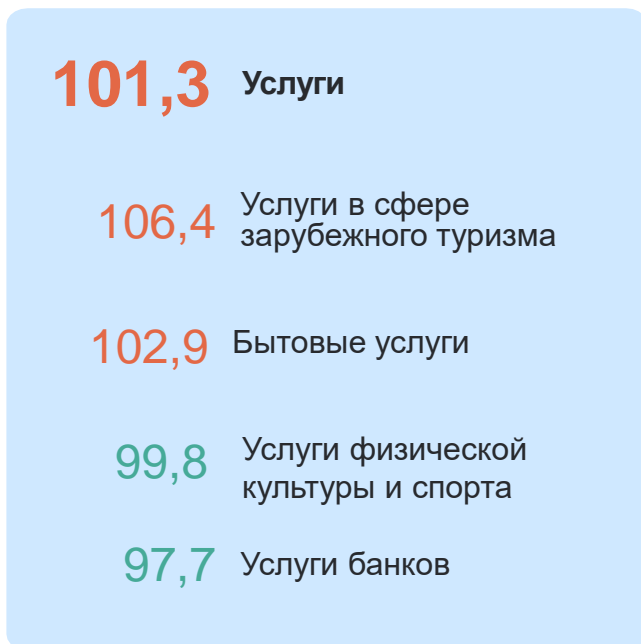 101,3 Услуги
106,4 Услуги в сфере
зарубежного туризма
102,9 Бытовые услуги
99,8 Услуги физической
культуры и спорта
97,7 Услуги банков